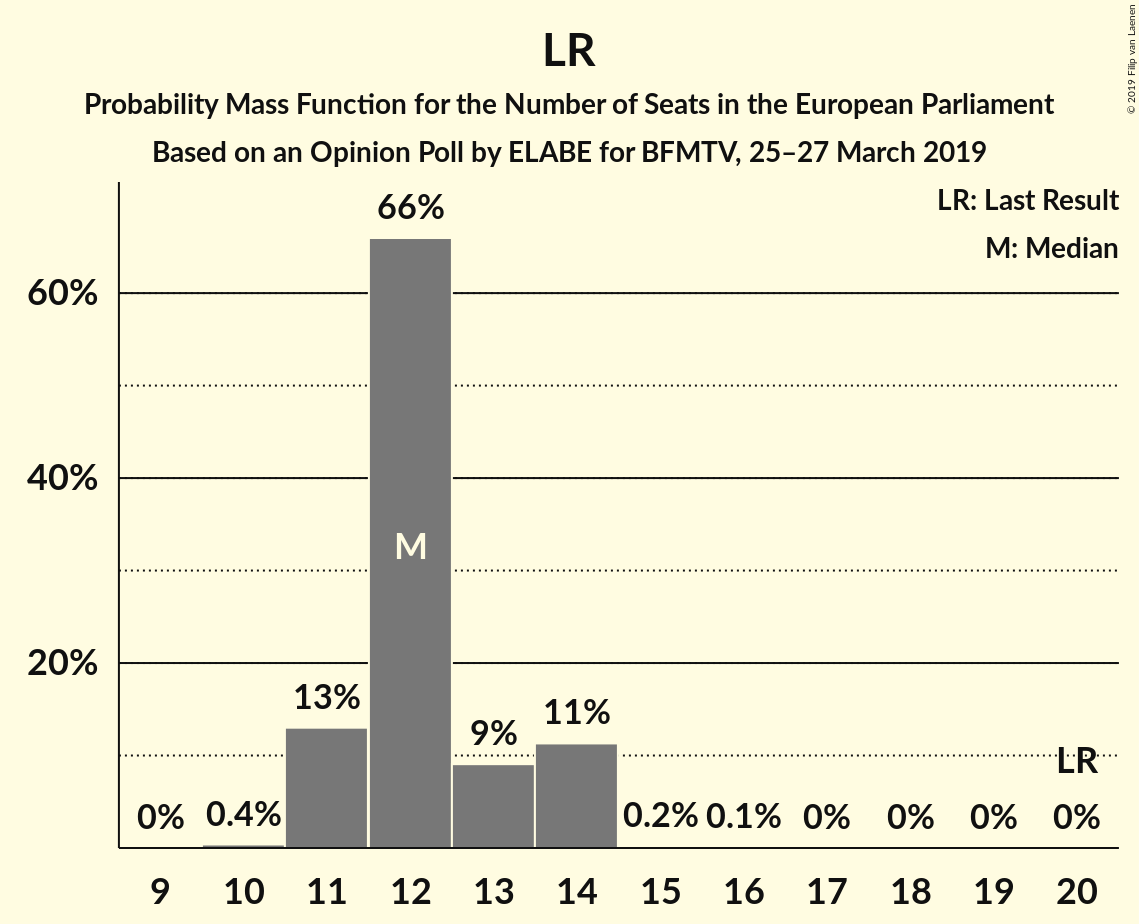 LR
Probability Mass Function for the Number of Seats in the European Parliament
Based on an Opinion Poll by ELABE for BFMTV, 25–27 March 2019
© 2019 Filip van Laenen
LR: Last Result
M: Median
60%
40%
20%
0%
0.4%
13%
66%
M
9%
11%
0.2%
0.1%
0%
0%
0%
LR
0%
9 10 11 12 13 14 15 16 17 18 19 20